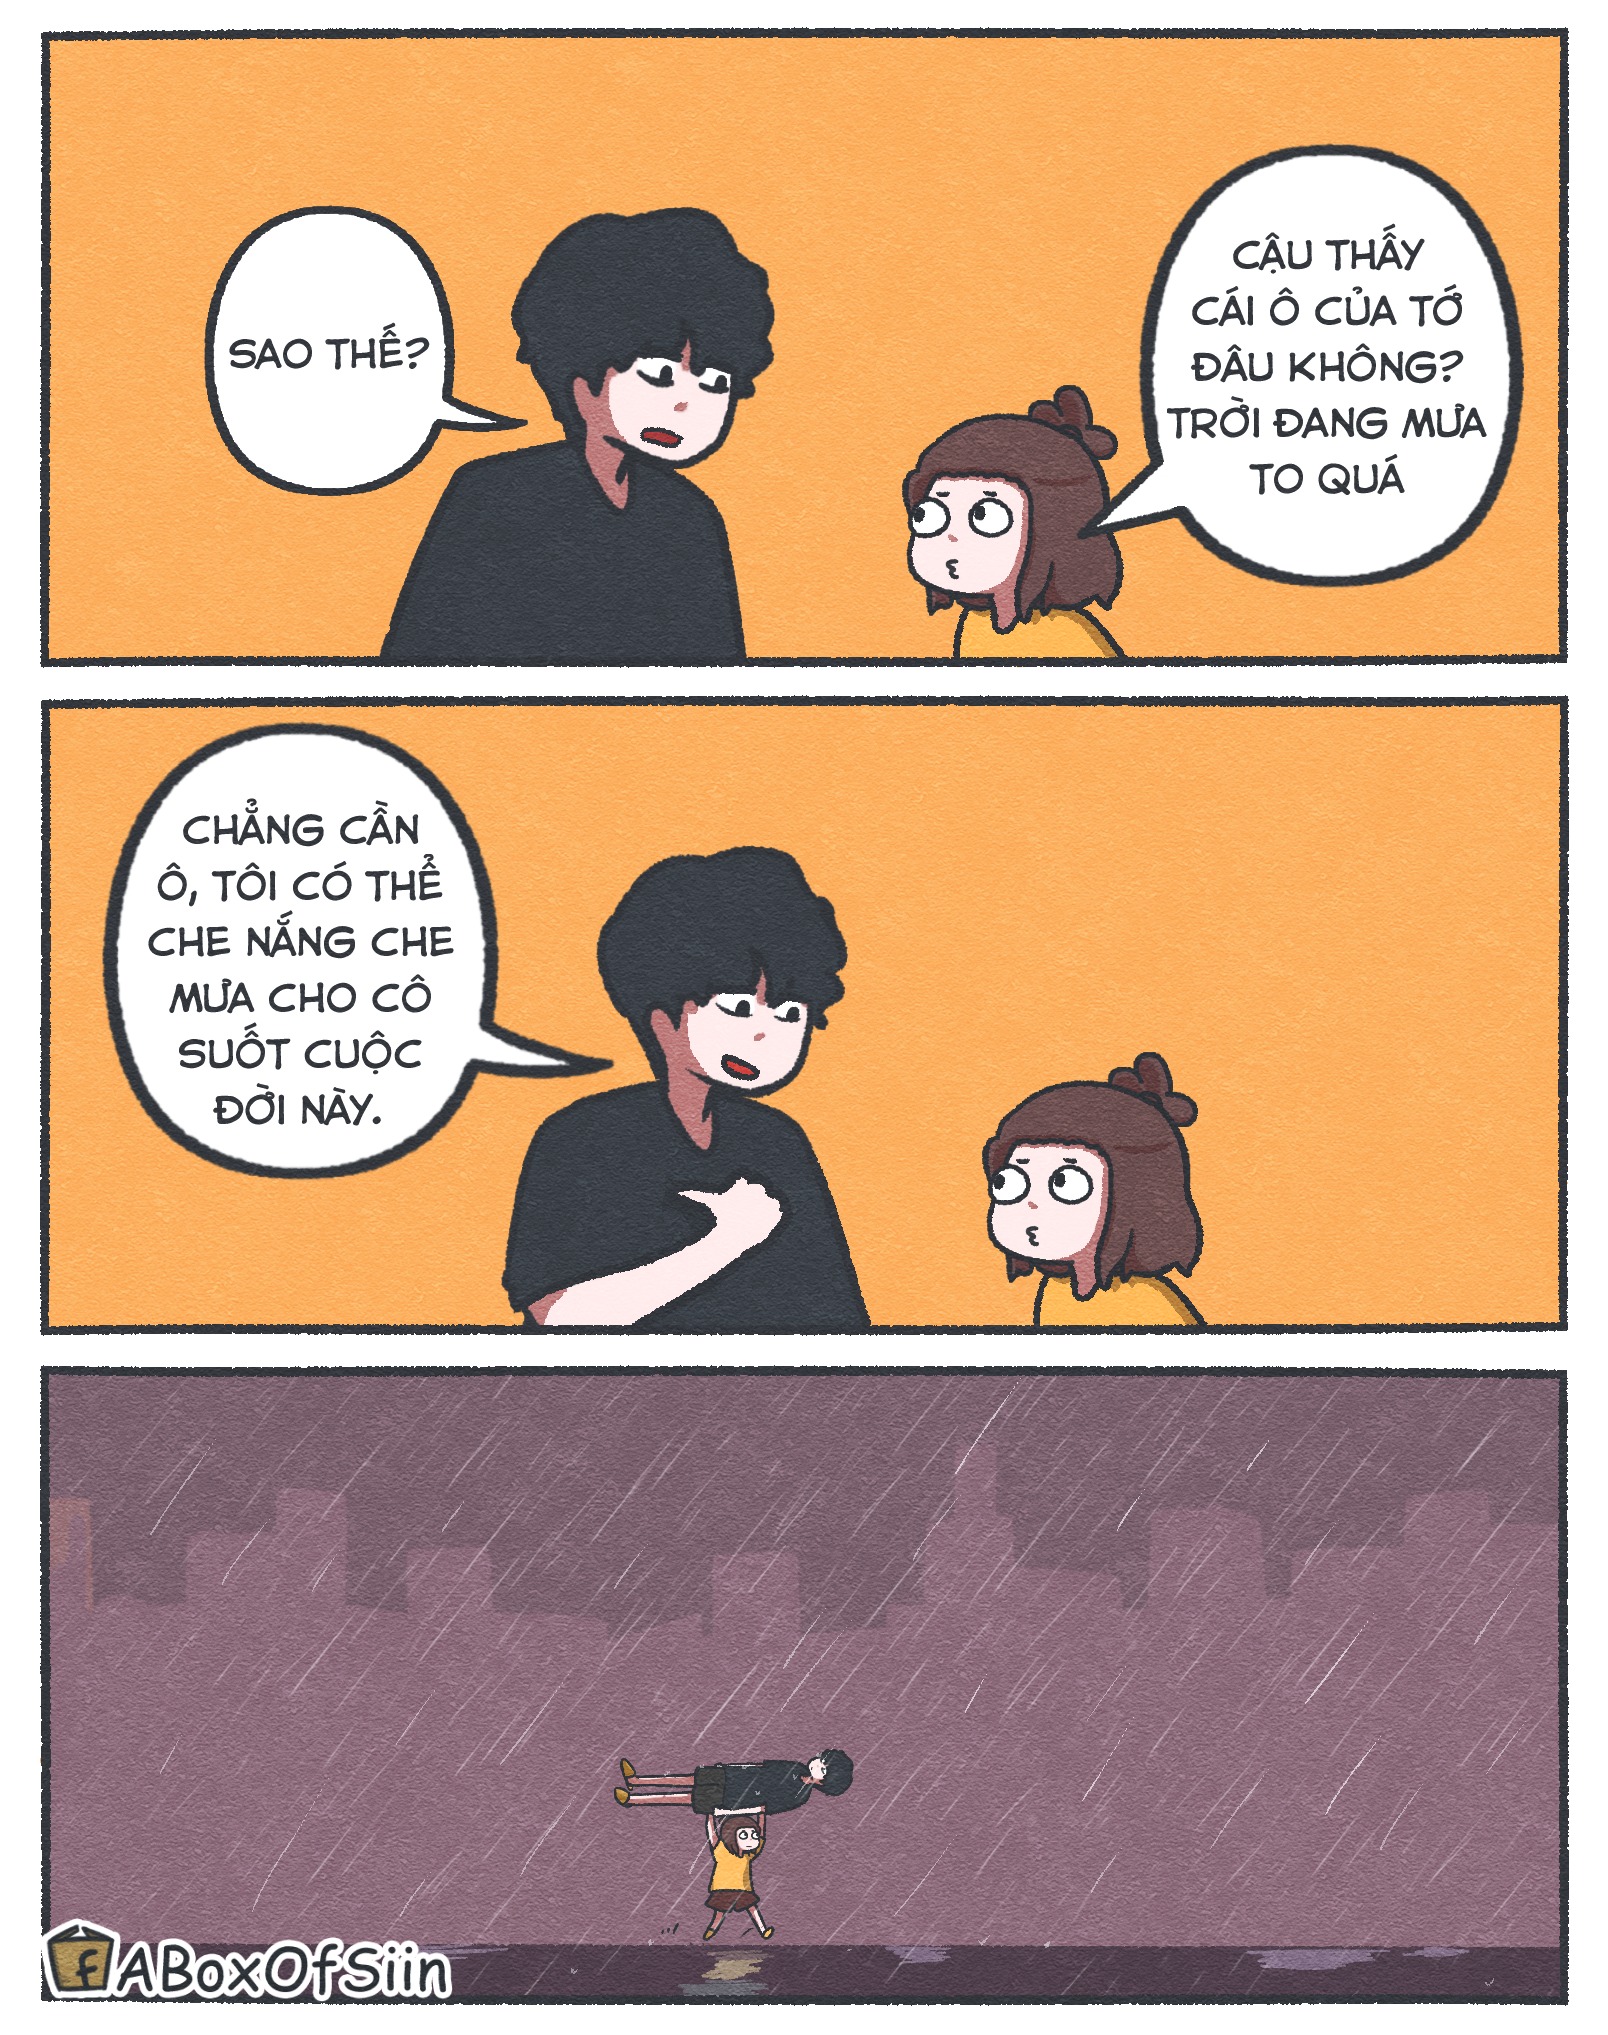 SAO THẾ?
CẬU THẤY
CÁI Ô CỦA TỚ
ĐÂU KHÔNG?
TRỜI ĐANG MƯA
TO QUÁ
CHẲNG CẦN
Ô, TÔI CÓ THỂ
CHE NẮNG CHE
MƯA CHO CÔ
SUỐT CUỘC
ĐỜI NÀY.
f ABoxOfSiin